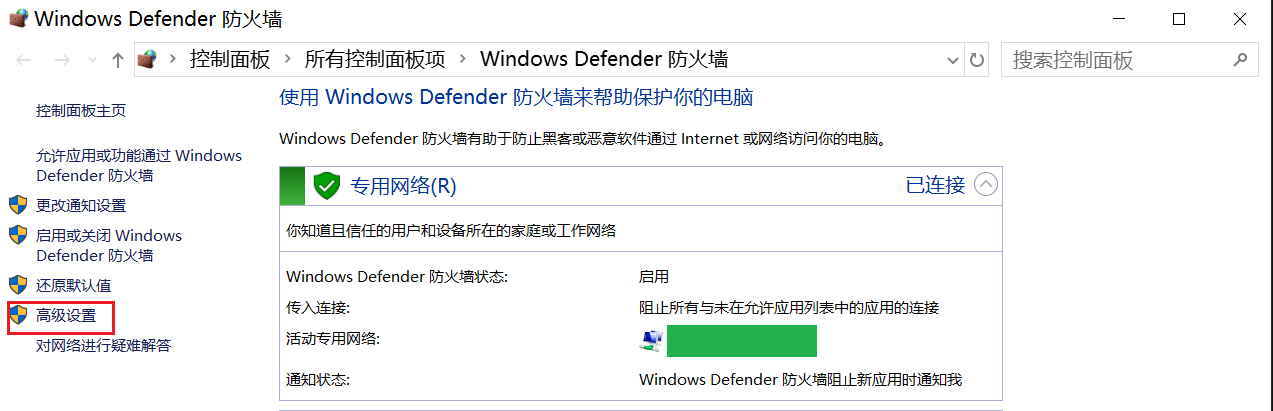 Windows Defender 防火墙
控制面板 > 所有控制面板项 > Windows Defender 防火墙
搜索控制面板
控制面板主页
允许应用或功能通过 Windows
Defender 防火墙
更改通知设置
启用或关闭 Windows
Defender 防火墙
还原默认值
高级设置
对网络进行疑难解答
使用 Windows Defender 防火墙来帮助保护你的电脑
Windows Defender 防火墙有助于防止黑客或恶意软件通过 Internet 或网络访问你的电脑。
专用网络(R) 已连接
你知道且信任的用户和设备所在的家庭或工作网络
Windows Defender 防火墙状态: 启用
传入连接: 阻止所有与未在允许应用列表中的应用的连接
活动专用网络:
通知状态: Windows Defender 防火墙阻止新应用时通知我